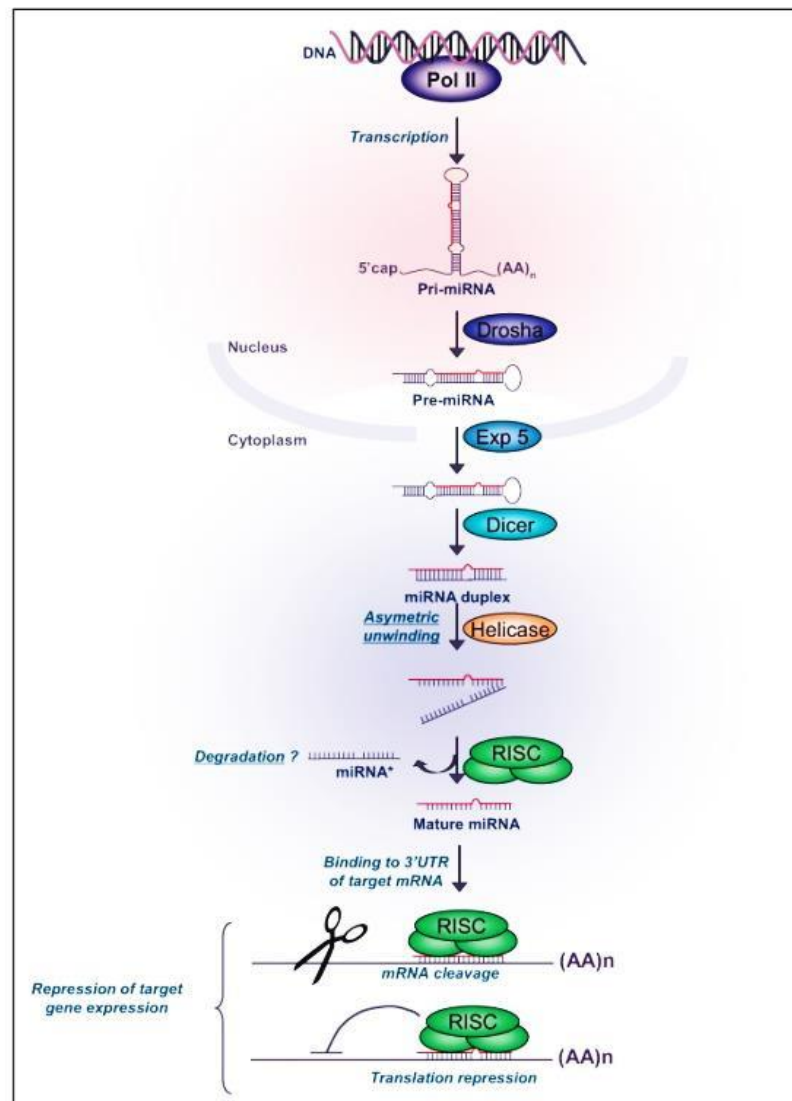 DNA
Pol II
Transcription
5'cap
(AA)n
Pri-miRNA
Drosha
Nucleus
Pre-miRNA
Cytoplasm
Exp 5
Dicer
miRNA duplex
Asymetric
unwinding
Helicase
Degradation ?
miRNA*
RISC
Mature miRNA
Binding to 3'UTR
of target mRNA
RISC
(AA)n
mRNA cleavage
Repression of target
gene expression
RISC
(AA)n
Translation repression